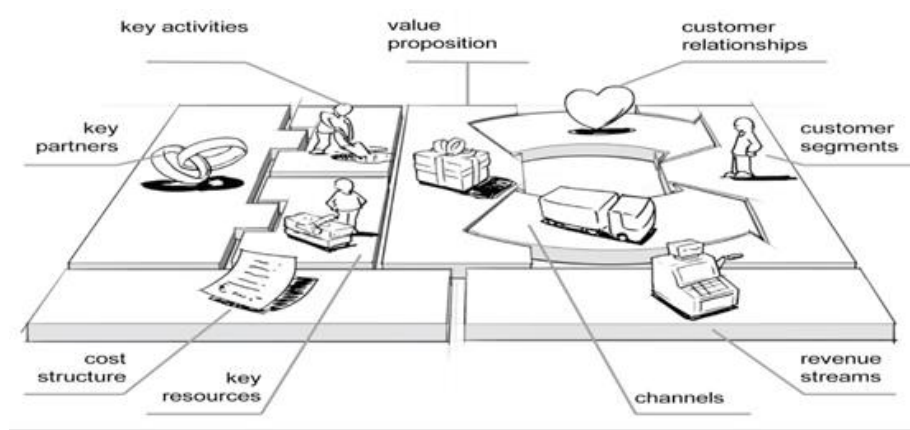 key activities
value
proposition
customer
relationships
key
partners
customer
segments
cost
structure
key
resources
channels
revenue
streams